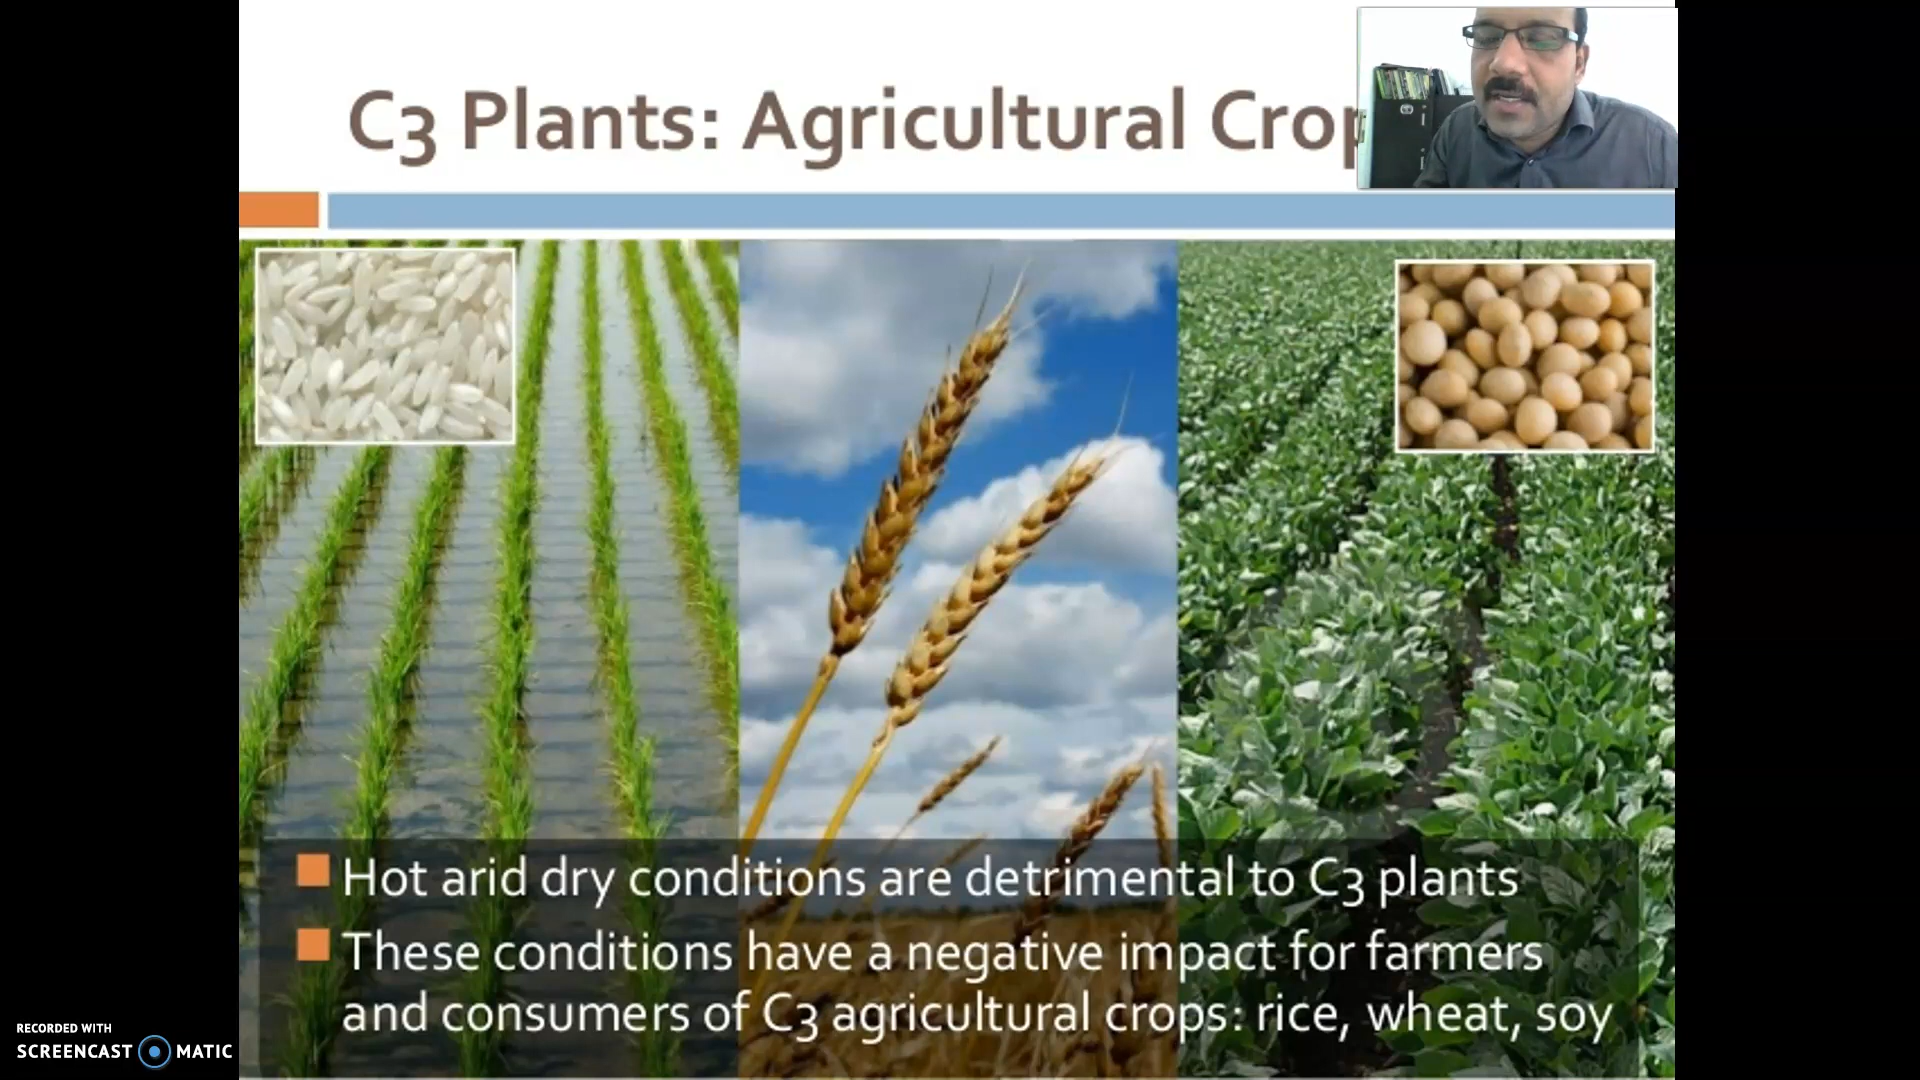 C3 Plants: Agricultural
Hot arid dry conditions are detrimental to C3 plants
These conditions have a negative impact for farmers
and consumers of C3 agricultural crops: rice, wheat, soy
RECORDED WITH
SCREENCAST MATIC